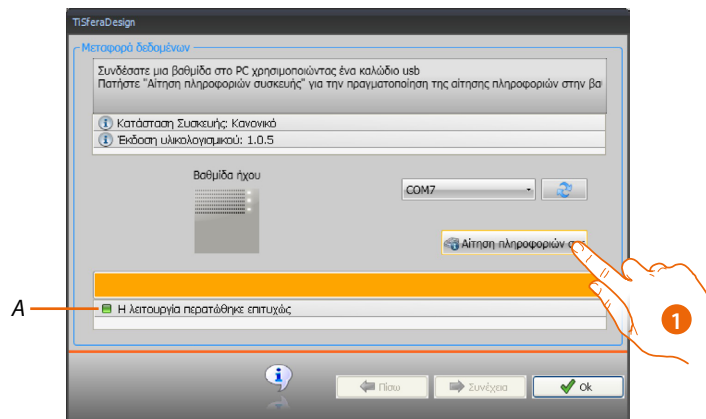 TiSferaDesign
Μεταφορά δεδομένων
Συνδέσατε μια βαθμίδα στο PC χρησιμοποιώντας ένα καλώδιο usb
Πατήστε "Αίτηση πληροφοριών συσκευής" για την πραγματοποίηση της αίτησης πληροφοριών στην βα
Κατάσταση Συσκευής: Κανονικό
Έκδοση υλικολογισμικού: 1.0.5
Βαθμίδα ήχου
COM7
Αίτηση πληροφοριών
A
Η λειτουργία περατώθηκε επιτυχώς
1
Πίσω
Συνέχεια
Ok